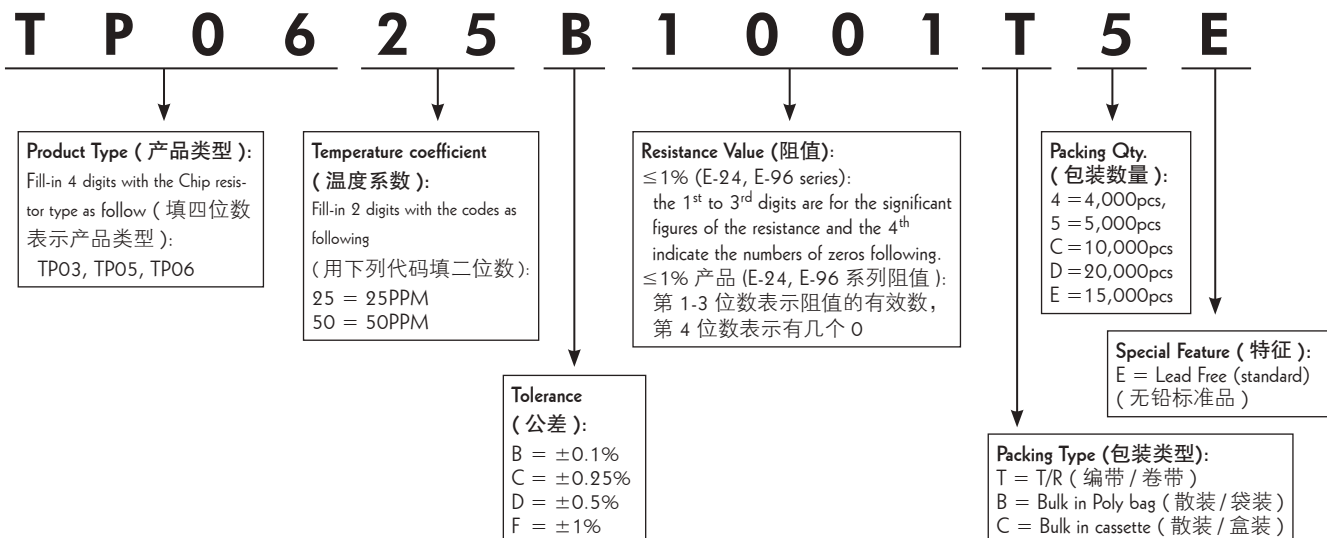 T P 0 6 2 5 B 1 0 0 1 T 5 E
Product Type ( 产品类型 ):
Fill-in 4 digits with the Chip resis-
tor type as follow ( 填四位数
表示产品类型 ):
TP03, TP05, TP06
Temperature coefficient
( 温度系数 ):
Fill-in 2 digits with the codes as
following
(用下列代码填二位数):
25 = 25PPM
50 = 50PPM
Tolerance
( 公差 ):
B = ±0.1%
C = ±0.25%
D = ±0.5%
F = ±1%
Resistance Value (阻值):
≤1% (E-24, E-96 series):
the 1st to 3rd digits are for the significant
figures of the resistance and the 4th
indicate the numbers of zeros following.
≤1% 产品 (E-24, E-96 系列阻值 ):
第 1-3 位数表示阻值的有效数，
第 4 位数表示有几个 0
Packing Qty.
( 包装数量 ):
4 =4,000pcs,
5 =5,000pcs
C =10,000pcs
D =20,000pcs
E =15,000pcs
Special Feature ( 特征 ):
E = Lead Free (standard)
( 无铅标准品 )
Packing Type (包装类型):
T = T/R ( 编带 / 卷带 )
B = Bulk in Poly bag ( 散装 / 袋装 )
C = Bulk in cassette ( 散装 / 盒装 )